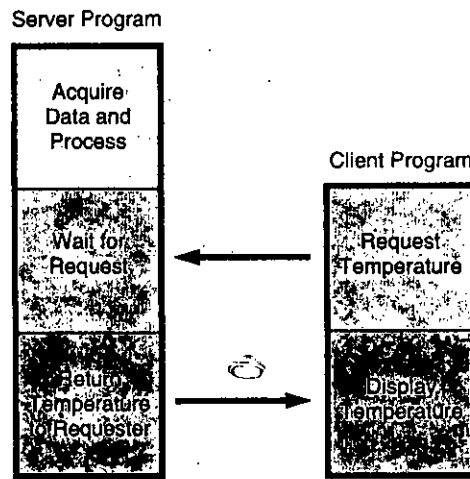 Server Program
Acquire
Data and
Process
Client Program
Wait for
Request
Request
Temperature
Return
Temperature
to Requester
Display
Temperature